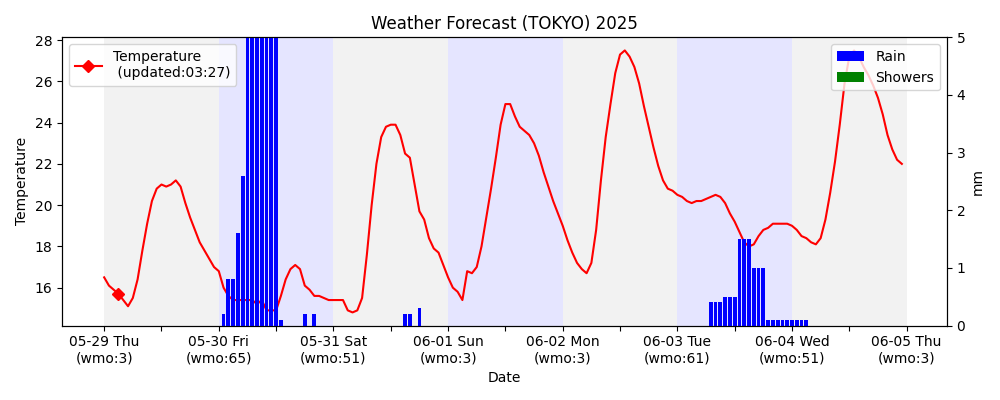 Weather Forecast (TOKYO) 2025
Temperature
(updated:03:27)
Rain
Showers
Temperature
28
26
24
22
20
18
16
5
4
3
2
1
0
mm
05-29 Thu
(wmo:3)
05-30 Fri
(wmo:65)
05-31 Sat
(wmo:51)
06-01 Sun
(wmo:3)
06-02 Mon
(wmo:3)
06-03 Tue
(wmo:61)
06-04 Wed
(wmo:51)
06-05 Thu
(wmo:3)
Date